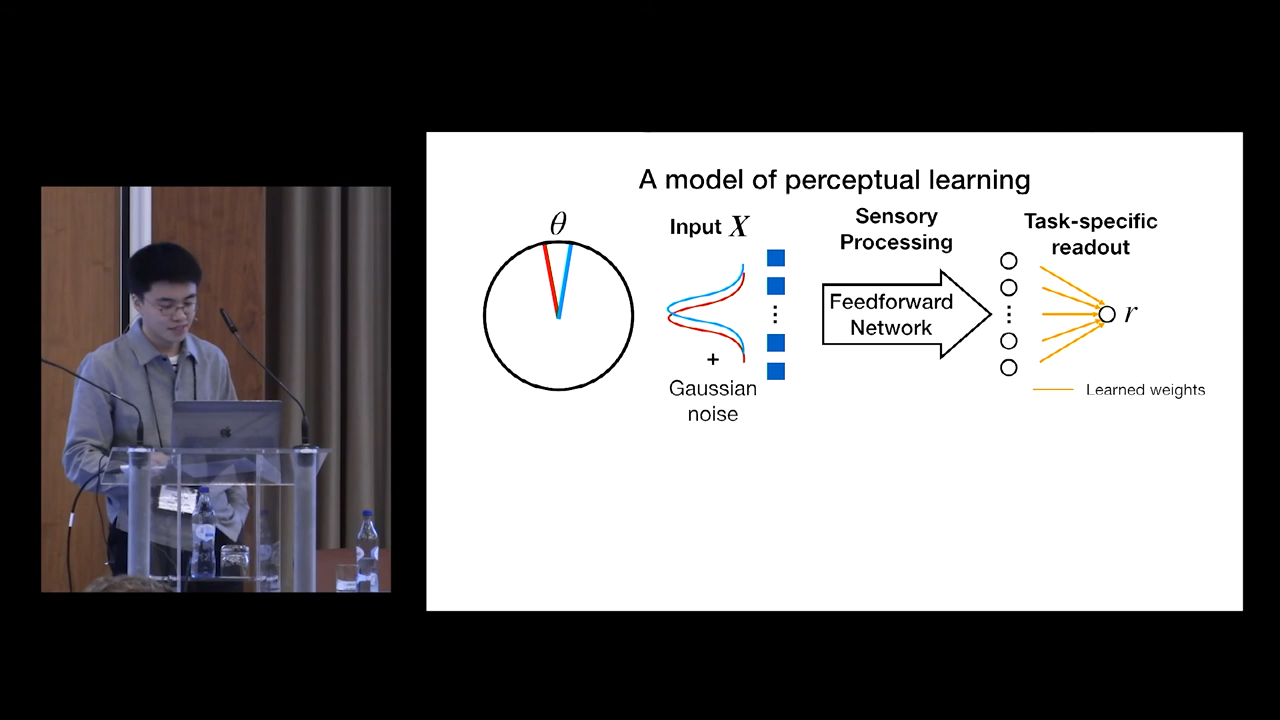 A model of perceptual learning
θ
Input X
Sensory
Processing
Task-specific
readout
Feedforward
Network
r
+
Gaussian
noise
Learned weights